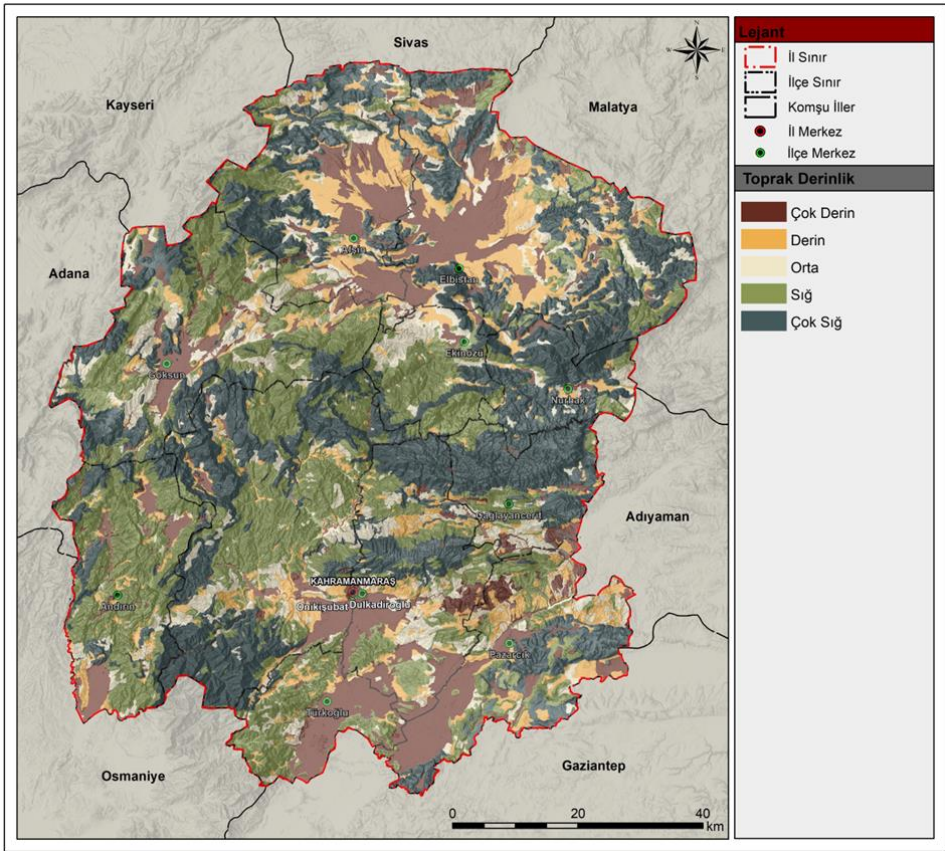 Sivas
Kayseri
Malatya
Adana
Afşin
Elbistan
Ekinözü
Göksun
Nurhak
Adıyaman
Çağlayancerit
KAHRAMANMARAŞ
Onikişubat
Dulkadiroğlu
Andırın
Pazarcık
Türkoğlu
Osmaniye
Gaziantep
0 20 40
km
N
W E
S
Lejant
İl Sınır
İlçe Sınır
Komşu İller
İl Merkez
İlçe Merkez
Toprak Derinlik
Çok Derin
Derin
Orta
Sığ
Çok Sığ